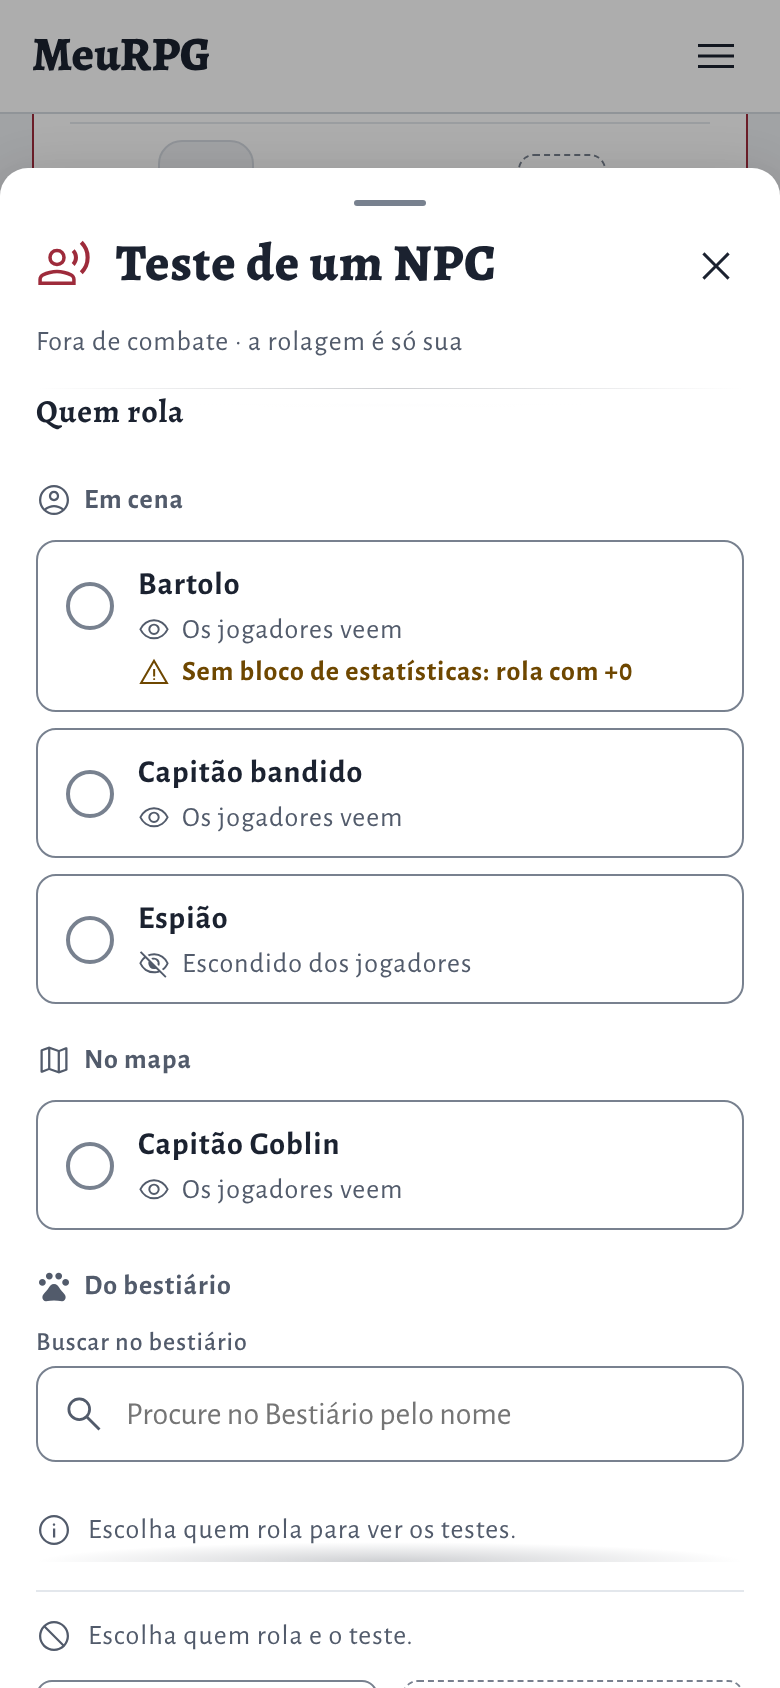 MeuRPG
Teste de um NPC
Fora de combate · a rolagem é só sua
Quem rola
Em cena
Bartolo
Os jogadores veem
Sem bloco de estatísticas: rola com +0
Capitão bandido
Os jogadores veem
Espião
Escondido dos jogadores
No mapa
Capitão Goblin
Os jogadores veem
Do bestiário
Buscar no bestiário
Procure no Bestiário pelo nome
Escolha quem rola para ver os testes.
Escolha quem rola e o teste.